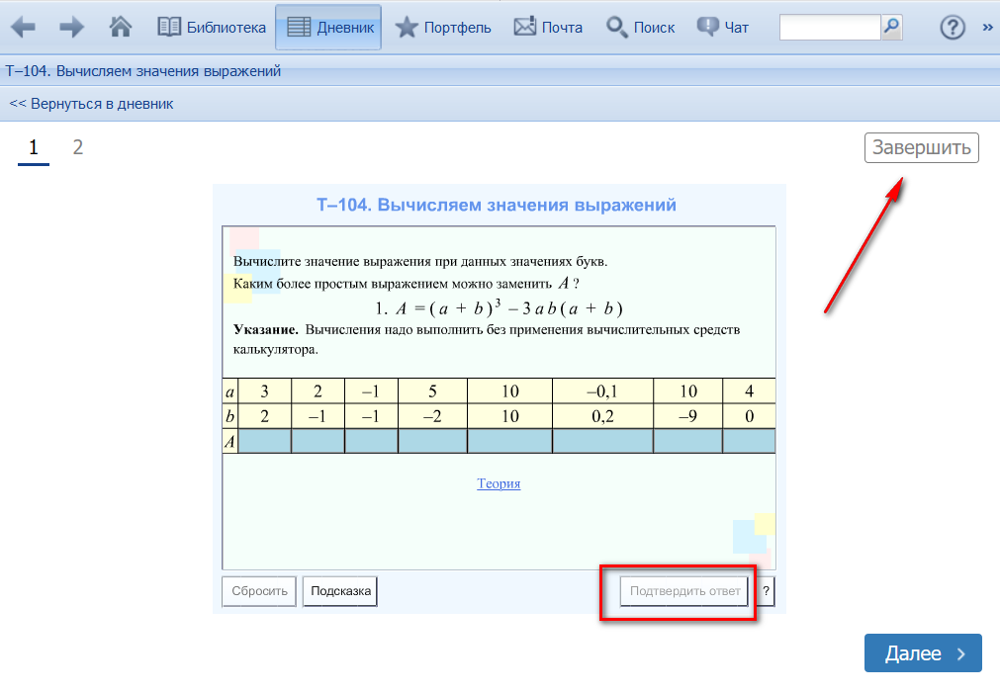 Библиотека Дневник Портфель Почта Поиск Чат ? »
Т–104. Вычисляем значения выражений
<< Вернуться в дневник
1 2 Завершить
Т–104. Вычисляем значения выражений
Вычислите значение выражения при данных значениях букв.
Каким более простым выражением можно заменить A ?
1. A = ( a + b )³ – 3 a b ( a + b )
Указание. Вычисления надо выполнить без применения вычислительных средств
калькулятора.
a 3 2 –1 5 10 –0,1 10 4
b 2 –1 –1 –2 10 0,2 –9 0
A
Теория
Сбросить Подсказка Подтвердить ответ ?
Далее >